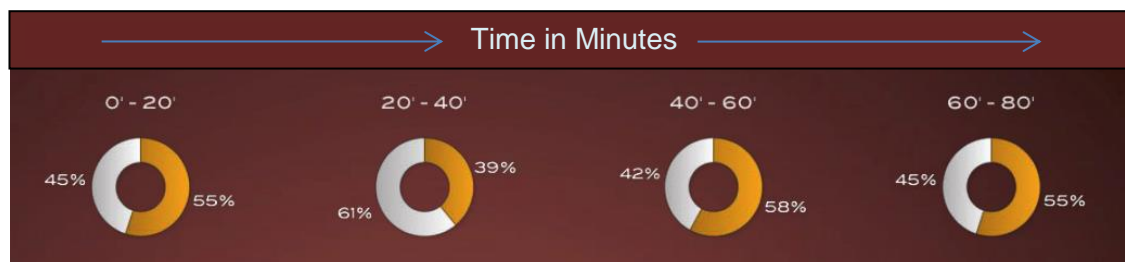 Time in Minutes
0' - 20' 20' - 40' 40' - 60' 60' - 80'
45% 55% 61% 39% 42% 58% 45% 55%